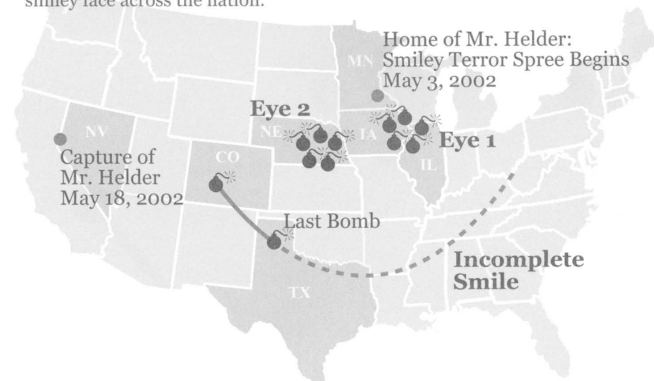 smiley face across the nation.
Home of Mr. Helder:
Smiley Terror Spree Begins
May 3, 2002
MN
Eye 2
NE
IA
Eye 1
IL
NV
Capture of
Mr. Helder
May 18, 2002
CO
Last Bomb
Incomplete
Smile
TX